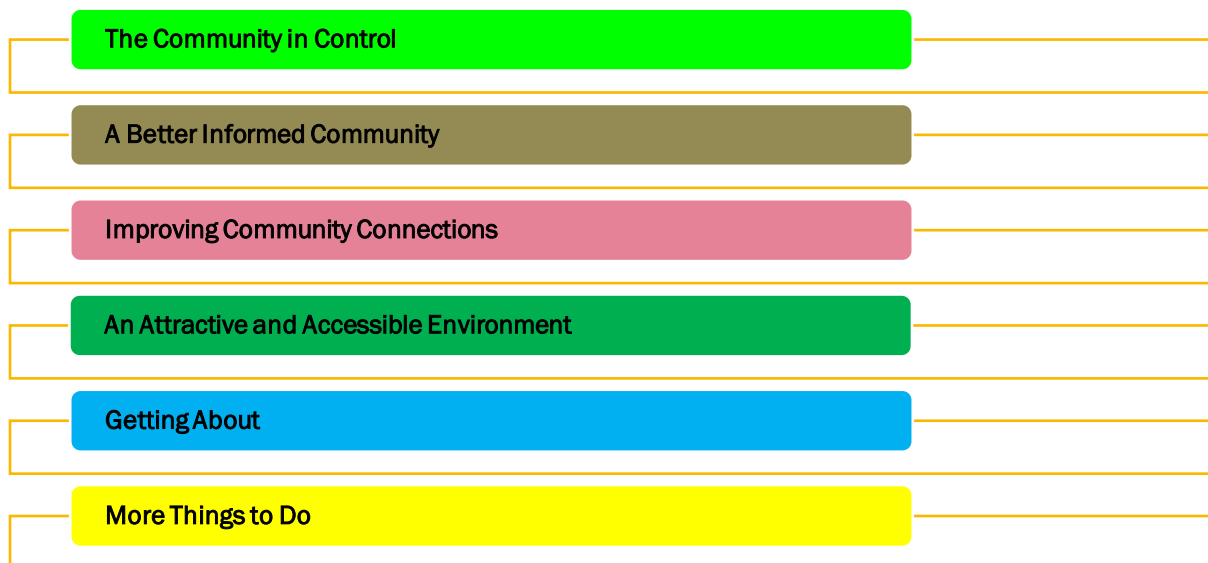 The Community in Control
A Better Informed Community
Improving Community Connections
An Attractive and Accessible Environment
Getting About
More Things to Do